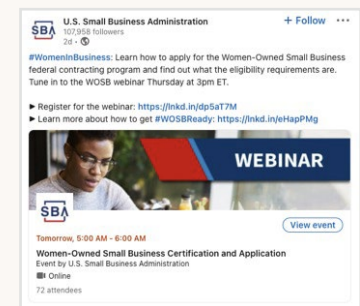 SBA
U.S. Small Business Administration
+ Follow ···
107,958 followers
2d •
#WomenInBusiness: Learn how to apply for the Women-Owned Small Business
federal contracting program and find out what the eligibility requirements are.
Tune in to the WOSB webinar Thursday at 3pm ET.
► Register for the webinar: https://lnkd.in/dp5aT7M
► Learn more about how to get #WOSBReady: https://lnkd.in/eHapPMg
WEBINAR
SBA
View event
Tomorrow, 5:00 AM - 6:00 AM
Women-Owned Small Business Certification and Application
Event by U.S. Small Business Administration
Online
72 attendees